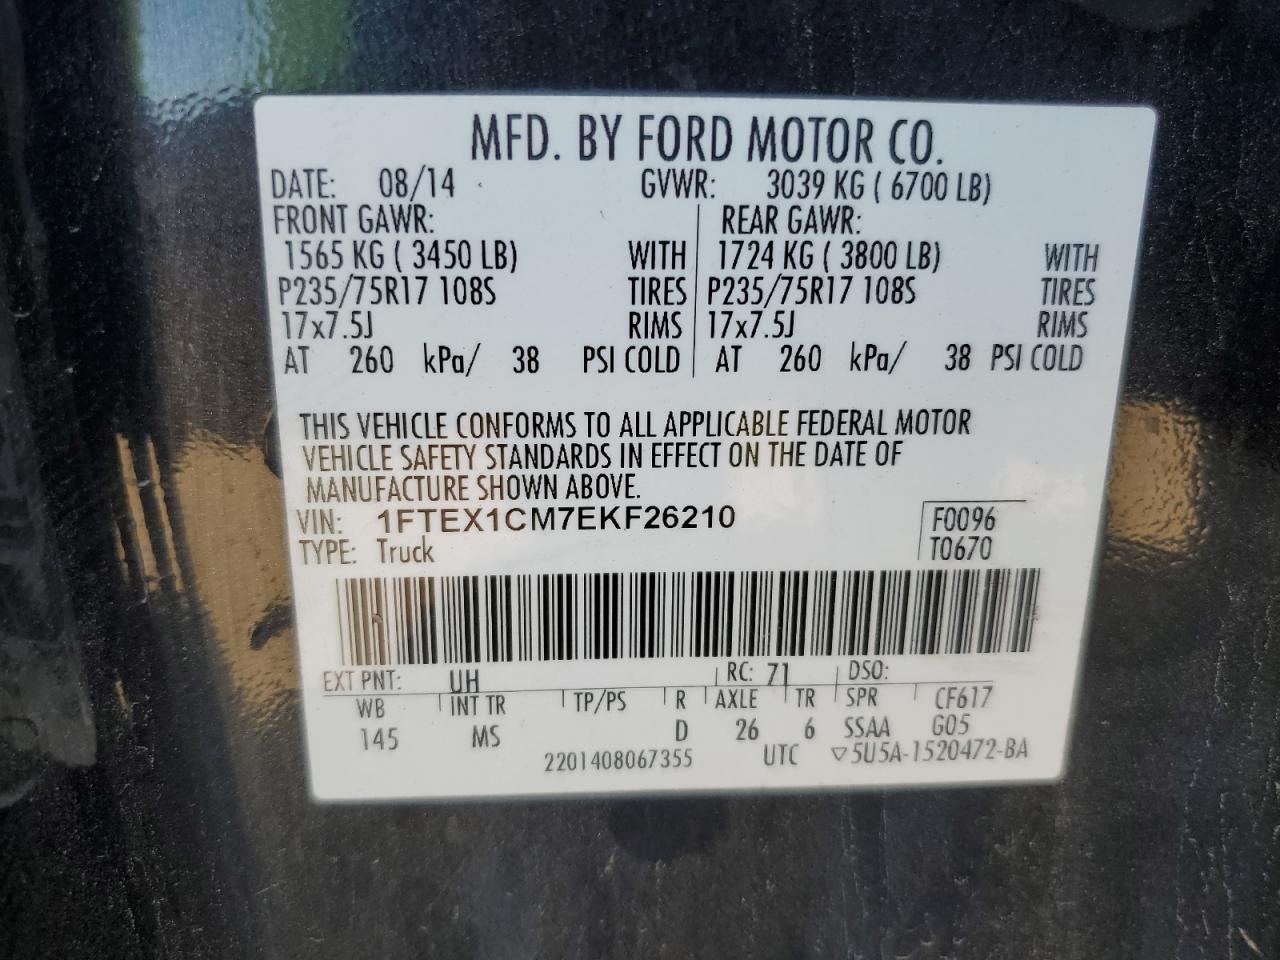 MFD. BY FORD MOTOR CO.
DATE: 08/14 GVWR: 3039 KG ( 6700 LB)
FRONT GAWR: REAR GAWR:
1565 KG ( 3450 LB) WITH 1724 KG ( 3800 LB) WITH
P235/75R17 108S TIRES P235/75R17 108S TIRES
17x7.5J RIMS 17x7.5J RIMS
AT 260 kPa/ 38 PSI COLD AT 260 kPa/ 38 PSI COLD
THIS VEHICLE CONFORMS TO ALL APPLICABLE FEDERAL MOTOR
VEHICLE SAFETY STANDARDS IN EFFECT ON THE DATE OF
MANUFACTURE SHOWN ABOVE.
VIN: 1FTEX1CM7EKF26210 F0096
TYPE: Truck T0670
EXT PNT: UH RC: 71 DSO:
WB INT TR TP/PS R AXLE TR SPR CF617
145 MS D 26 6 SSAA G05
2201408067355 UTC ▽5U5A-1520472-BA